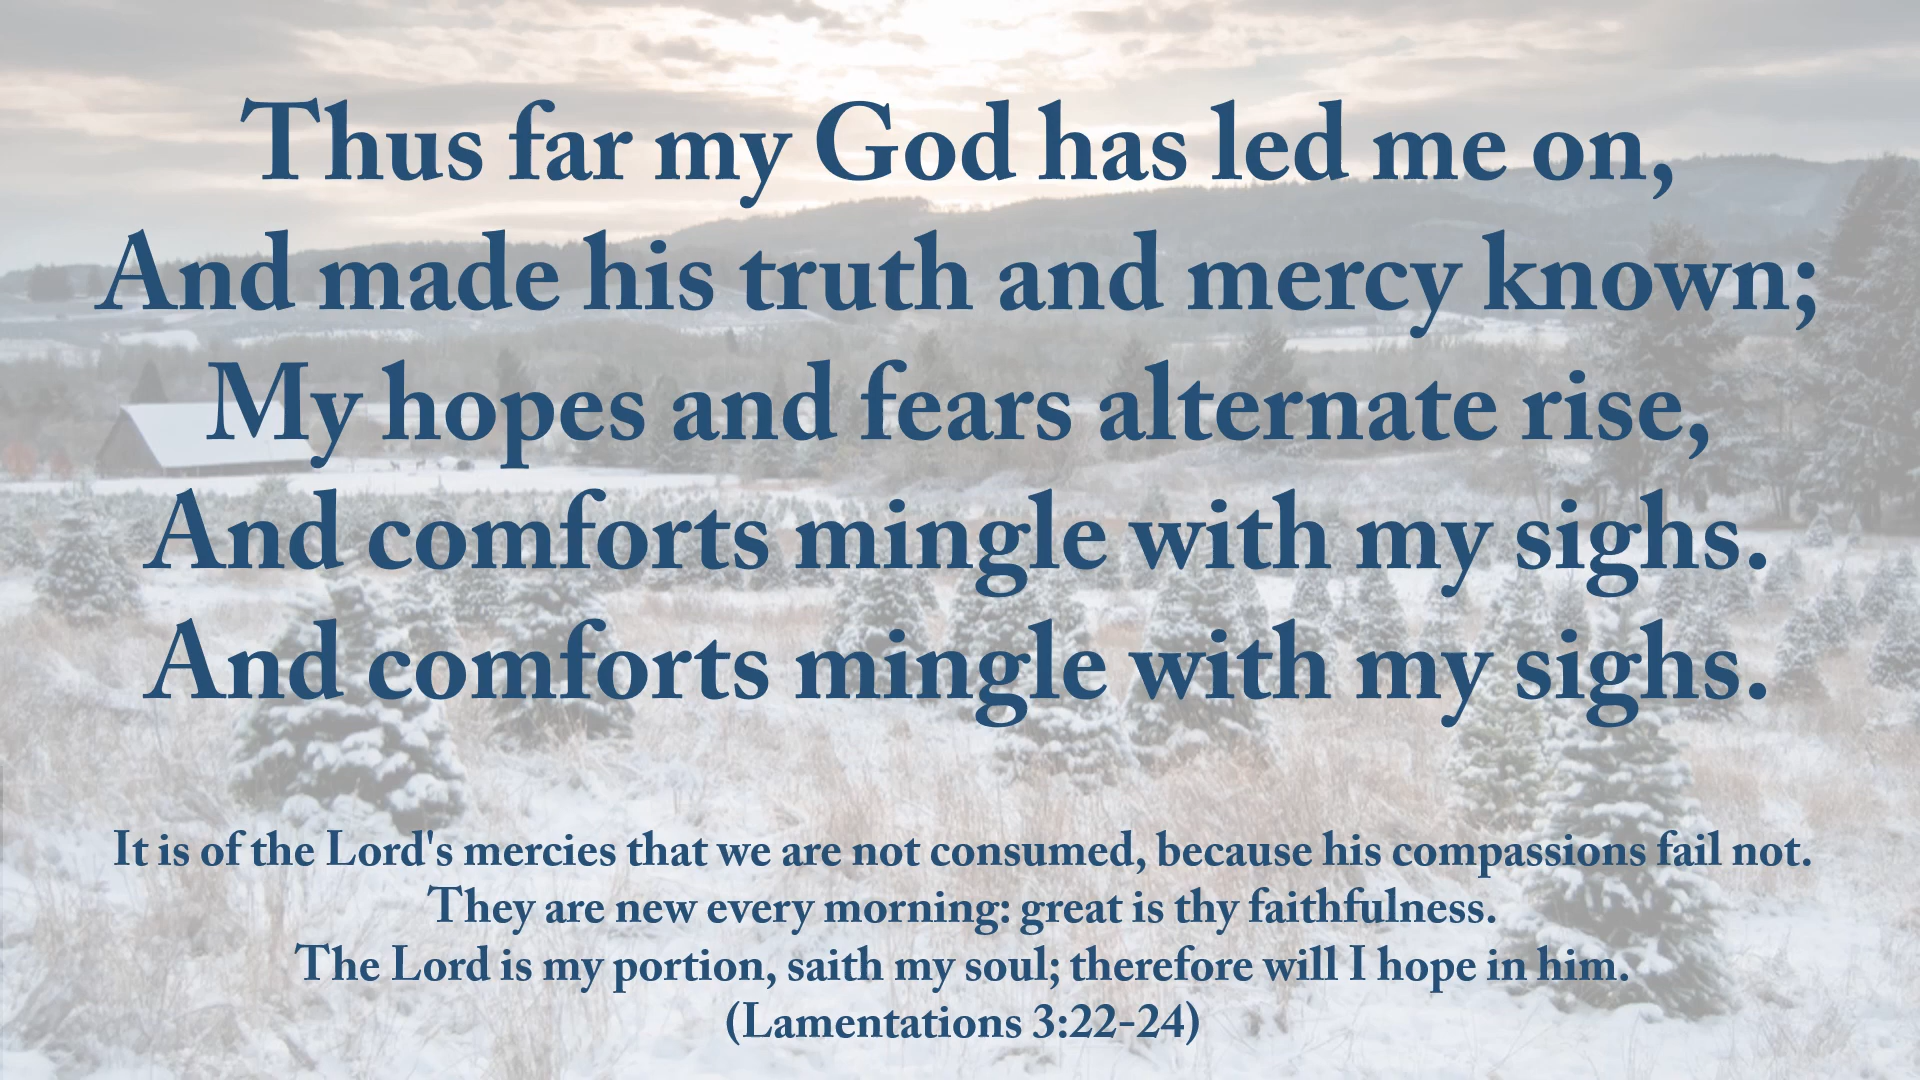 Thus far my God has led me on,
And made his truth and mercy known;
My hopes and fears alternate rise,
And comforts mingle with my sighs.
And comforts mingle with my sighs.
It is of the Lord's mercies that we are not consumed, because his compassions fail not.
They are new every morning: great is thy faithfulness.
The Lord is my portion, saith my soul; therefore will I hope in him.
(Lamentations 3:22-24)